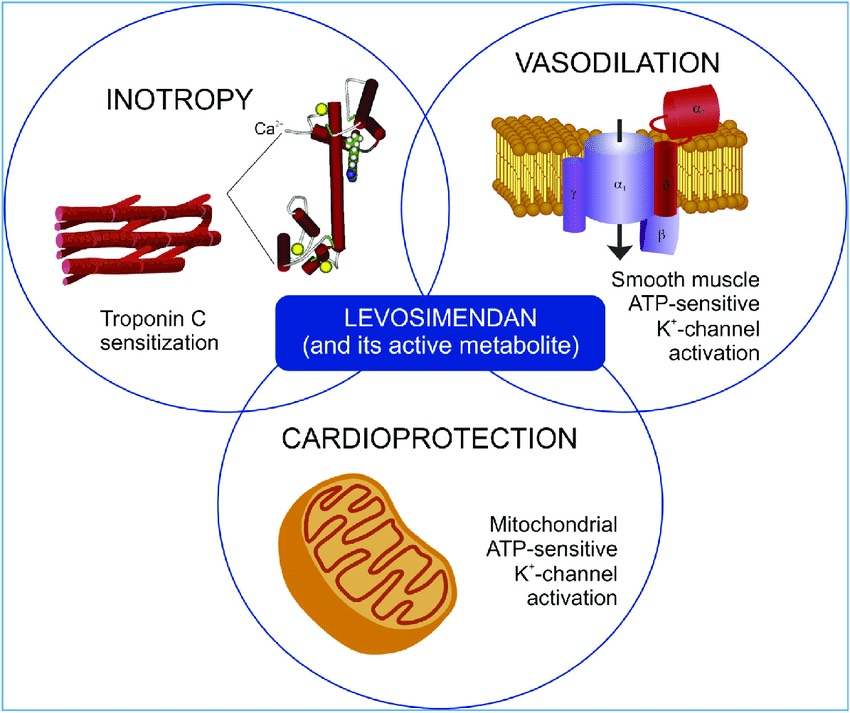 INOTROPY
Ca²⁺
Troponin C
sensitization
VASODILATION
α₂
γ
α₁
δ
β
Smooth muscle
ATP-sensitive
K⁺-channel
activation
LEVOSIMENDAN
(and its active metabolite)
CARDIOPROTECTION
Mitochondrial
ATP-sensitive
K⁺-channel
activation